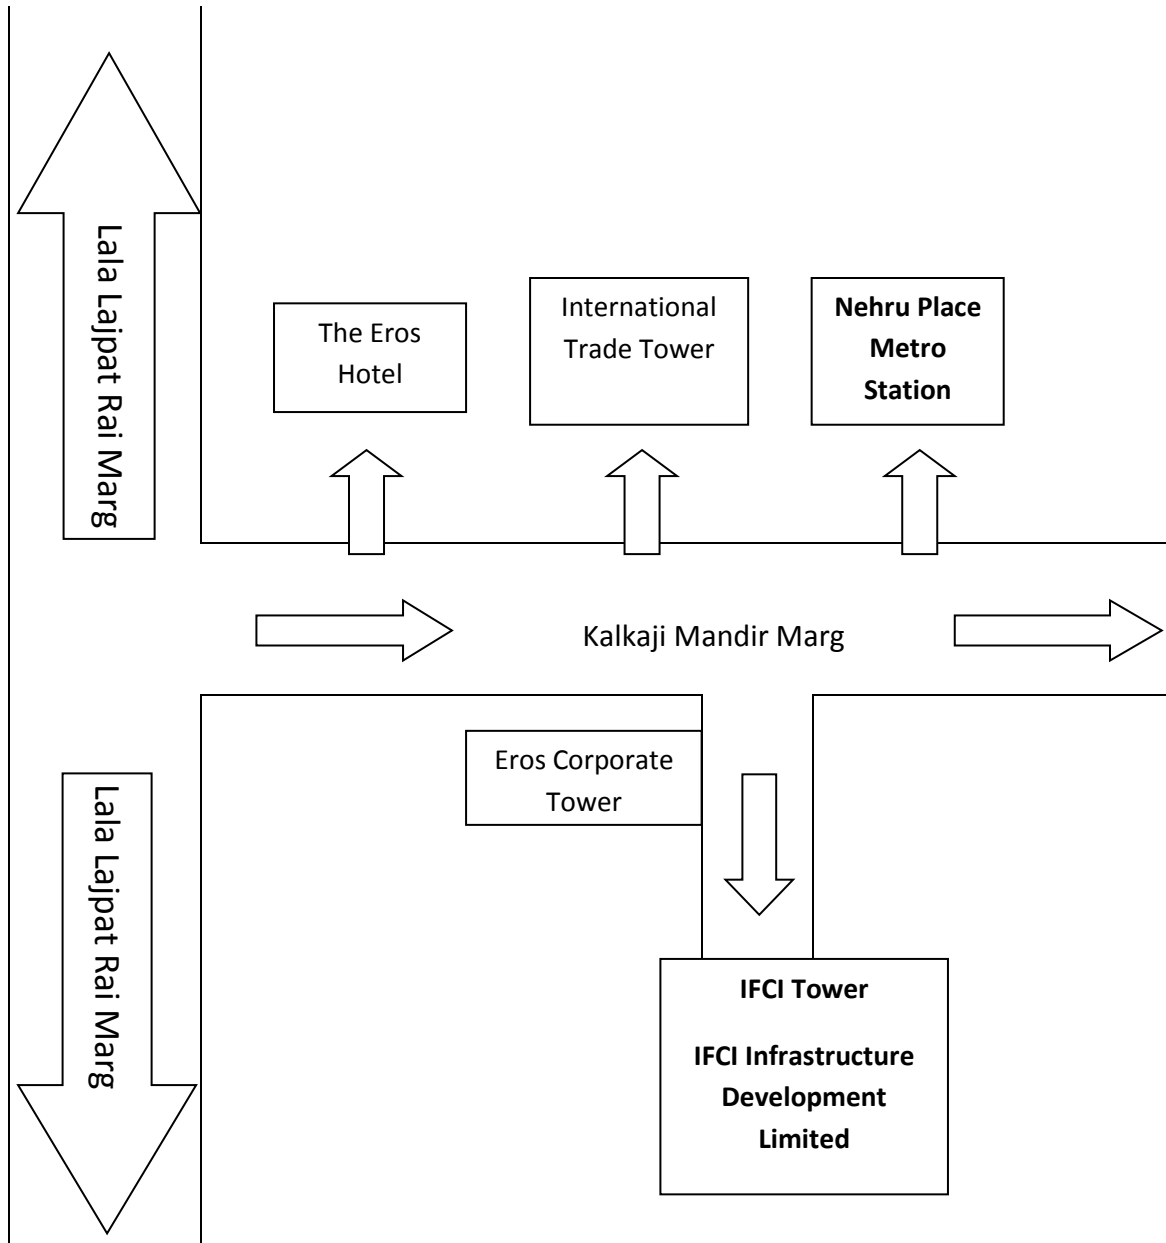 Lala Lajpat Rai Marg
The Eros
Hotel
International
Trade Tower
Nehru Place
Metro
Station
Kalkaji Mandir Marg
Eros Corporate
Tower
Lala Lajpat Rai Marg
IFCI Tower
IFCI Infrastructure
Development
Limited